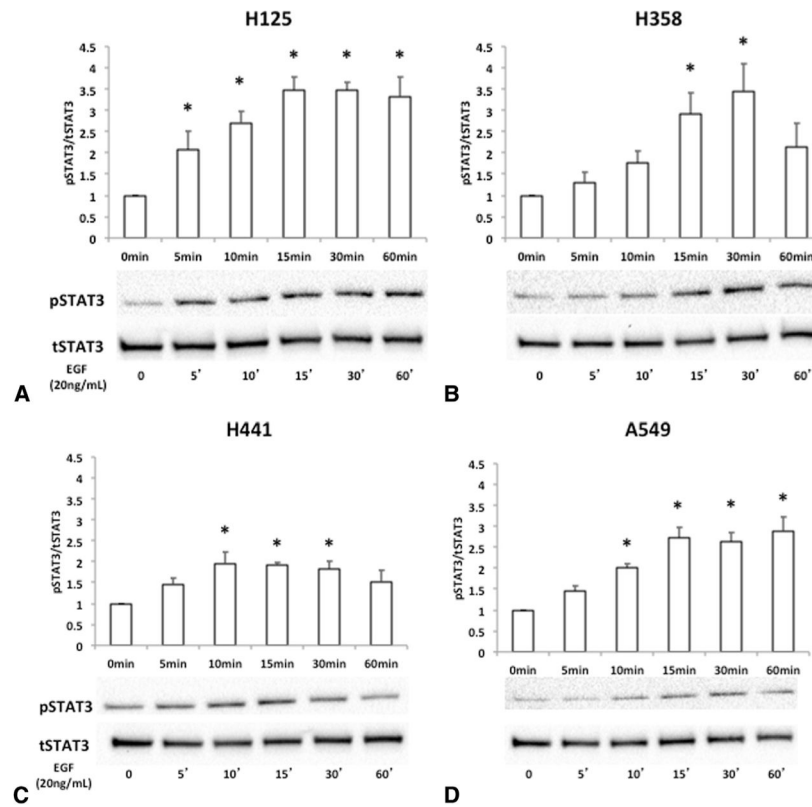 H125
pSTAT3/tSTAT3
4.5
4
3.5
3
2.5
2
1.5
1
0.5
0
* * * * *
0min 5min 10min 15min 30min 60min
pSTAT3
tSTAT3
EGF
(20ng/mL)
0 5’ 10’ 15’ 30’ 60’
A
H358
pSTAT3/tSTAT3
4.5
4
3.5
3
2.5
2
1.5
1
0.5
0
* *
0min 5min 10min 15min 30min 60min
0 5’ 10’ 15’ 30’ 60’
B
H441
pSTAT3/tSTAT3
4.5
4
3.5
3
2.5
2
1.5
1
0.5
0
* * *
0min 5min 10min 15min 30min 60min
pSTAT3
tSTAT3
EGF
(20ng/mL)
0 5’ 10’ 15’ 30’ 60’
C
A549
pSTAT3/tSTAT3
4.5
4
3.5
3
2.5
2
1.5
1
0.5
0
* * * *
0min 5min 10min 15min 30min 60min
0 5’ 10’ 15’ 30’ 60’
D